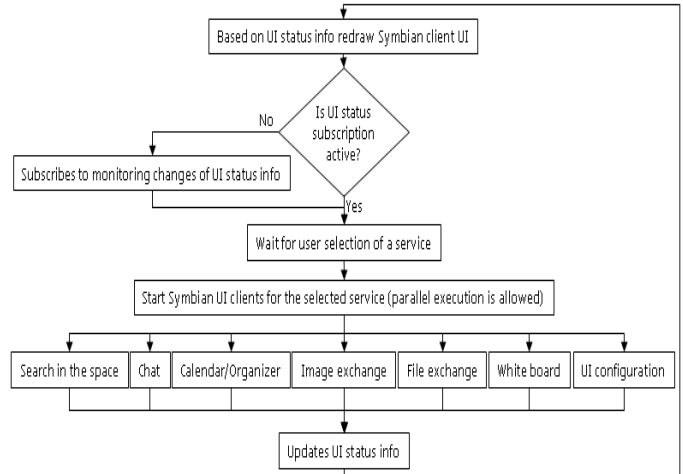 Based on UI status info redraw Symbian client UI
Is UI status
subscription
active?
No
Subscribes to monitoring changes of UI status info
Yes
Wait for user selection of a service
Start Symbian UI clients for the selected service (parallel execution is allowed)
Search in the space
Chat
Calendar/Organizer
Image exchange
File exchange
White board
UI configuration
Updates UI status info